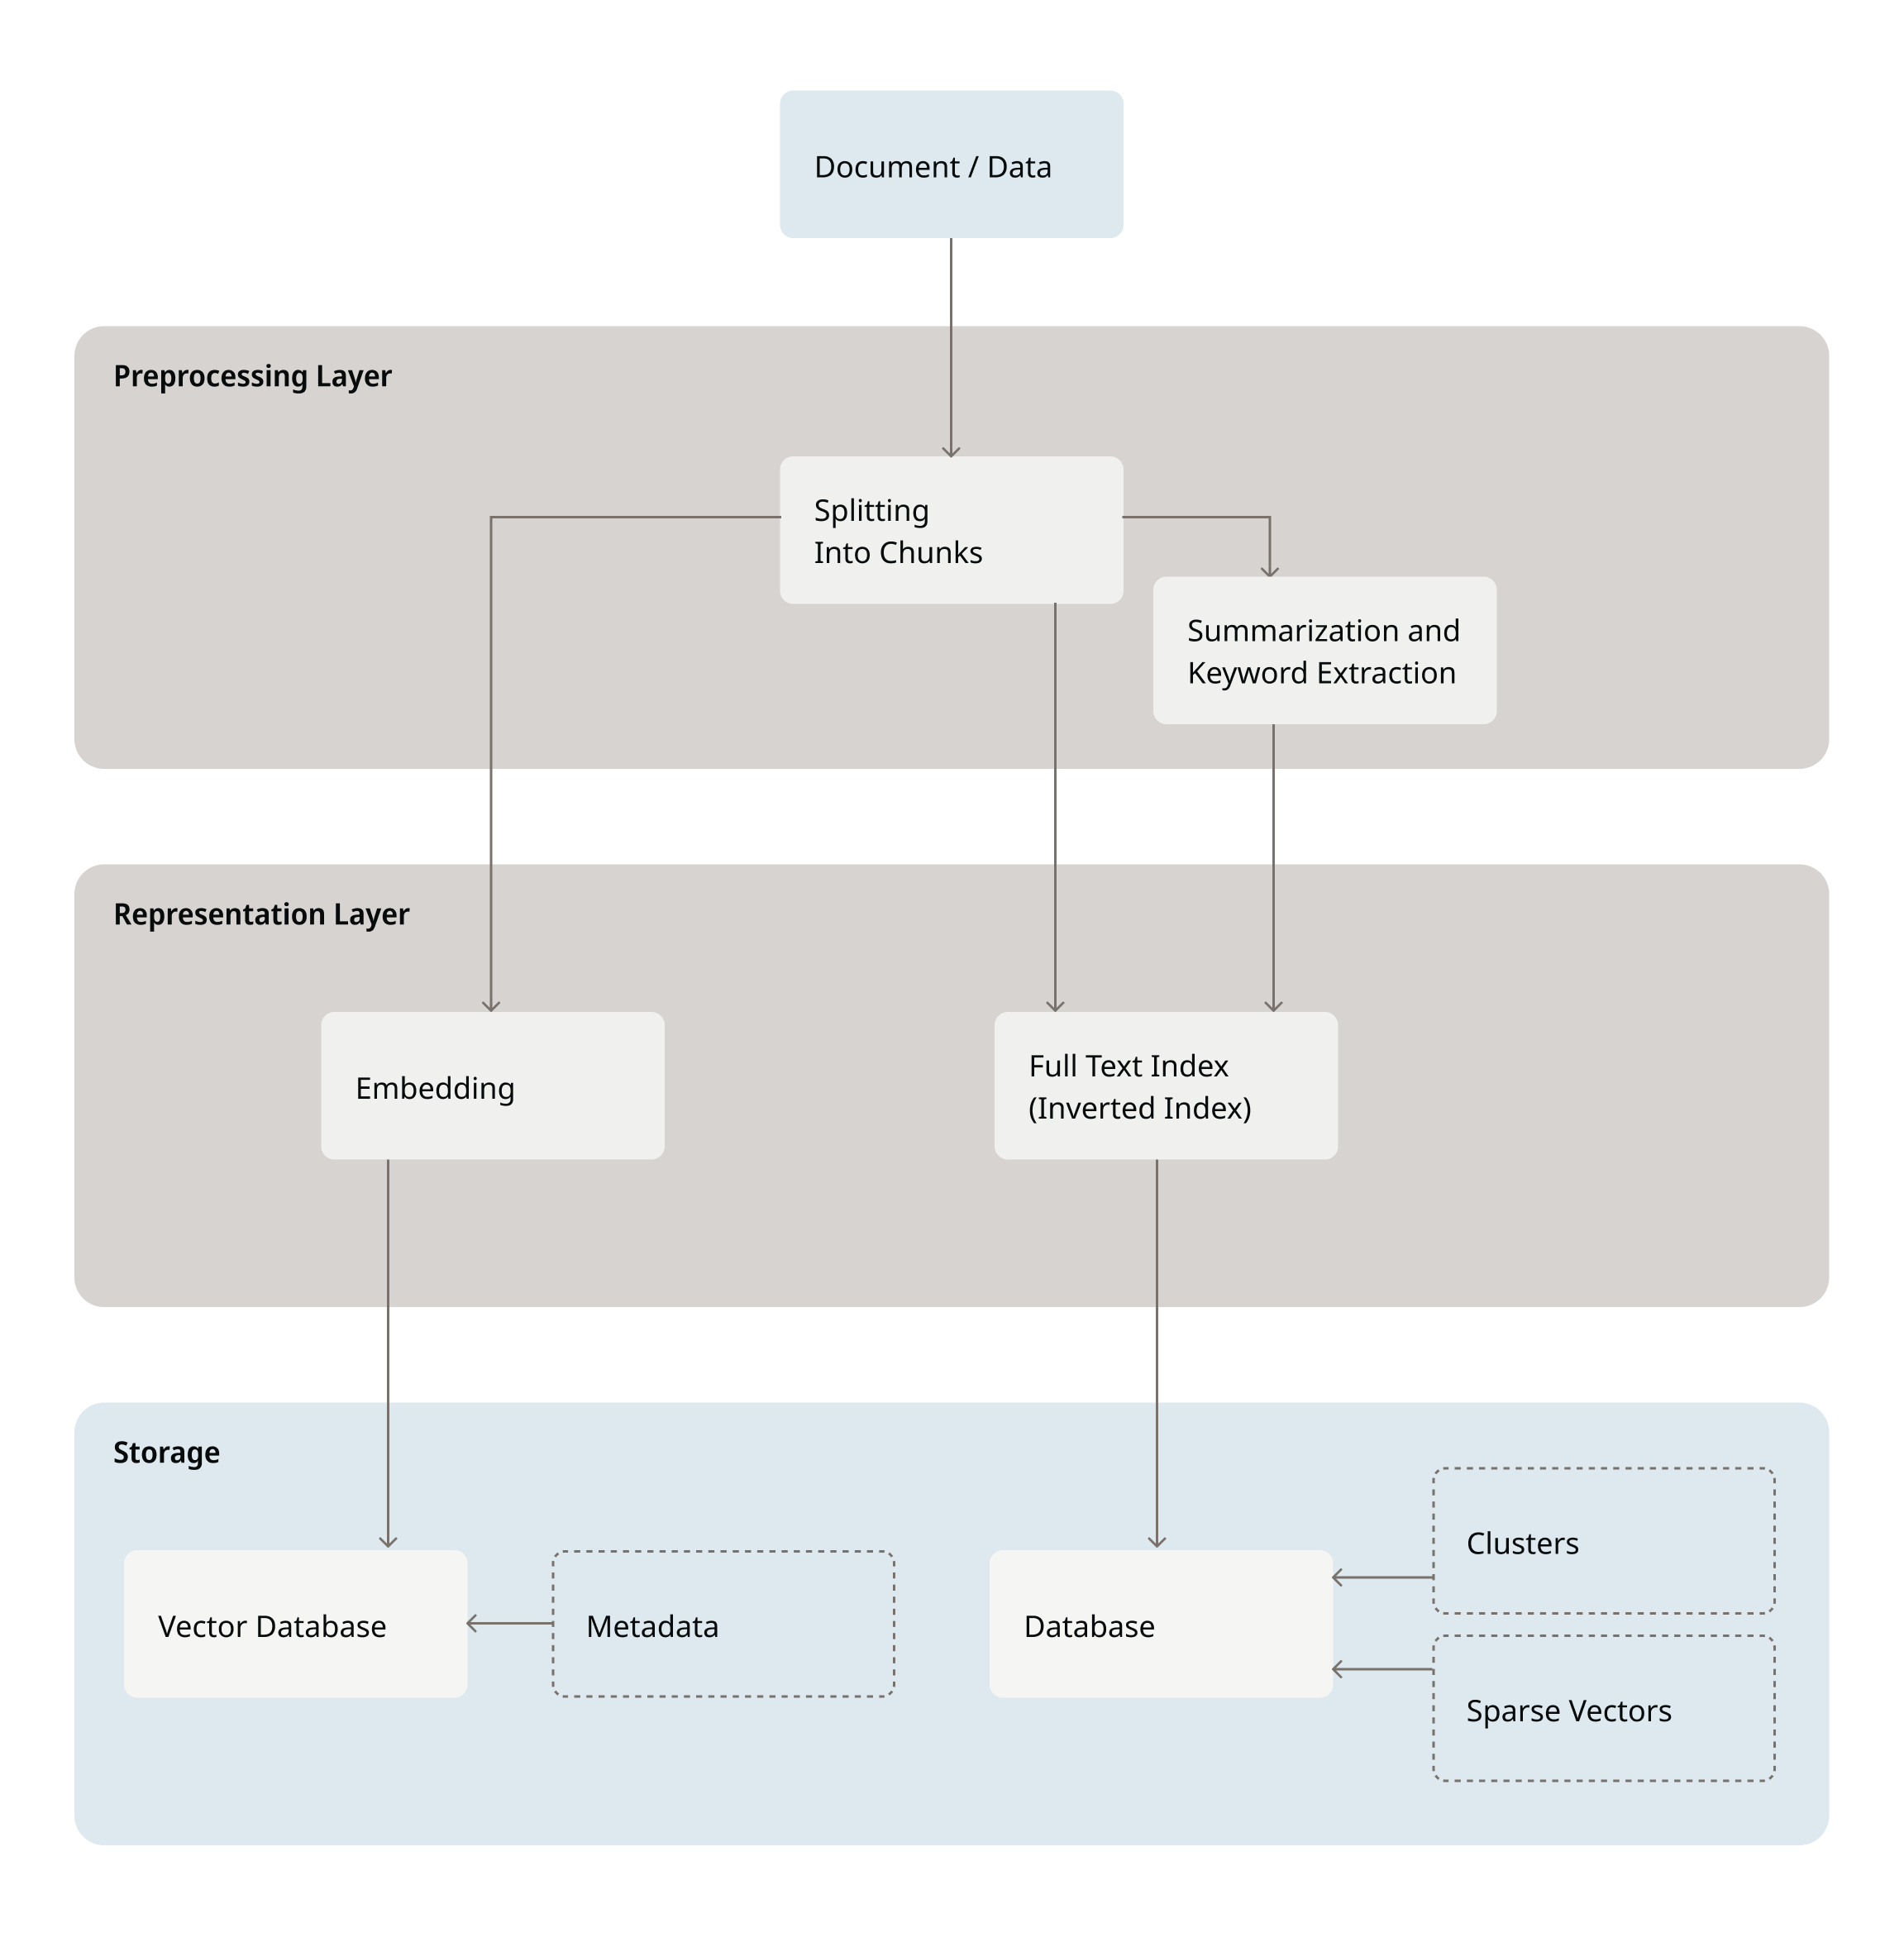 Document / Data
Preprocessing Layer
Splitting
Into Chunks
Summarization and
Keyword Extraction
Representation Layer
Embedding
Full Text Index
(Inverted Index)
Storage
Vector Database
Metadata
Database
Clusters
Sparse Vectors